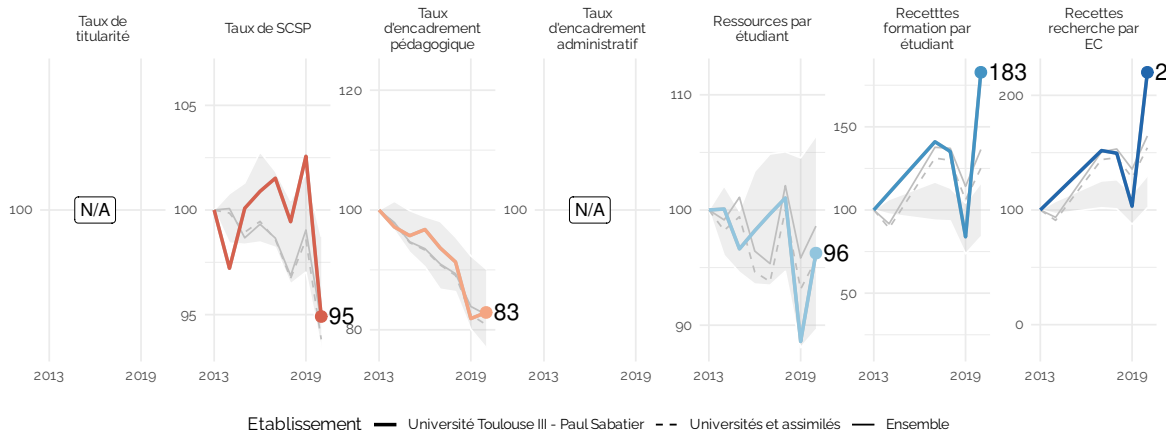 Taux de
titularité
Taux de SCSP
Taux
d'encadrement
pédagogique
Taux
d'encadrement
administratif
Ressources par
étudiant
Recetttes
formation par
étudiant
Recettes
recherche par
EC
100
N/A
2013 2019
105
100
95
95
2013 2019
120
100
80
83
2013 2019
100
N/A
2013 2019
110
100
90
96
2013 2019
150
100
50
183
2013 2019
200
100
0
2
2013 2019
Etablissement Université Toulouse III - Paul Sabatier Universités et assimilés Ensemble